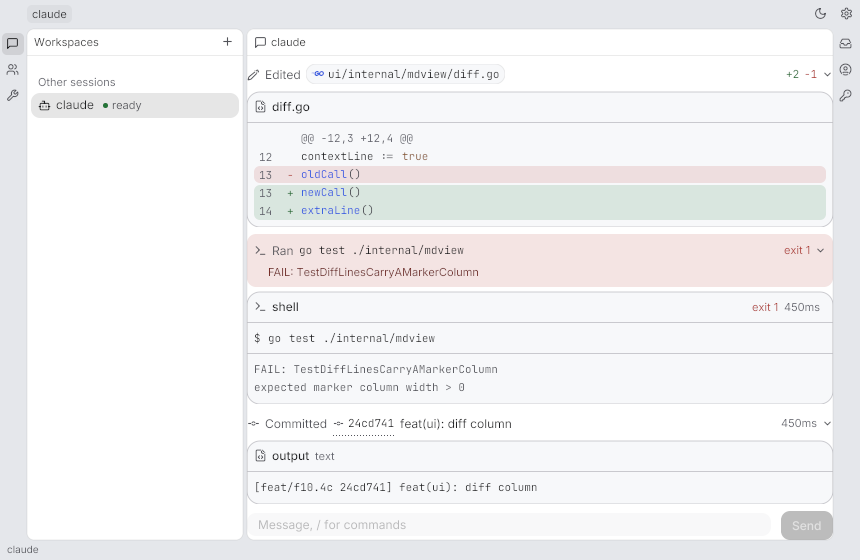 claude
Workspaces +
claude
Other sessions
claude ready
Edited GO ui/internal/mdview/diff.go +2 -1
diff.go
@@ -12,3 +12,4 @@
12 contextLine := true
13 - oldCall()
13 + newCall()
14 + extraLine()
Ran go test ./internal/mdview exit 1
FAIL: TestDiffLinesCarryAMarkerColumn
shell exit 1 450ms
$ go test ./internal/mdview
FAIL: TestDiffLinesCarryAMarkerColumn
expected marker column width > 0
Committed 24cd741 feat(ui): diff column 450ms
output text
[feat/f10.4c 24cd741] feat(ui): diff column
Message, / for commands Send
claude